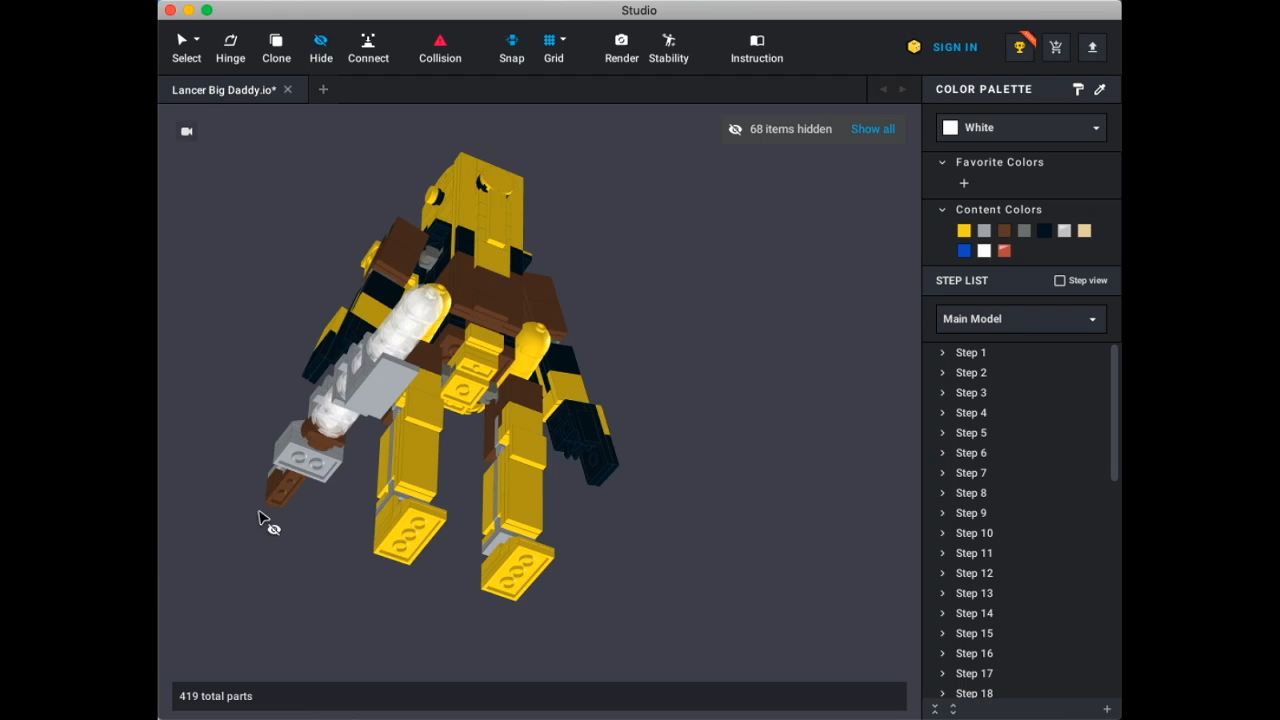 Studio
Select
Hinge
Clone
Hide
Connect
Collision
Snap
Grid
Render
Stability
Instruction
SIGN IN
Lancer Big Daddy.io*
COLOR PALETTE
68 items hidden
Show all
White
Favorite Colors
Content Colors
STEP LIST
Step view
Main Model
Step 1
Step 2
Step 3
Step 4
Step 5
Step 6
Step 7
Step 8
Step 9
Step 10
Step 11
Step 12
Step 13
Step 14
Step 15
Step 16
Step 17
Step 18
419 total parts